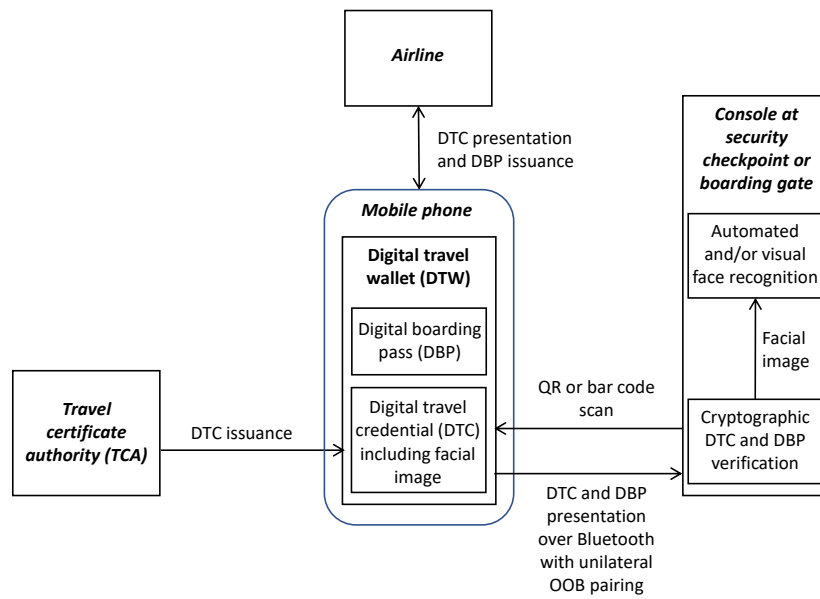 Airline
DTC presentation
and DBP issuance
Console at
security
checkpoint or
boarding gate
Mobile phone
Digital travel
wallet (DTW)
Automated
and/or visual
face recognition
Digital boarding
pass (DBP)
Facial
image
Travel
certificate
authority (TCA)
DTC issuance
Digital travel
credential (DTC)
including facial
image
QR or bar code
scan
Cryptographic
DTC and DBP
verification
DTC and DBP
presentation
over Bluetooth
with unilateral
OOB pairing